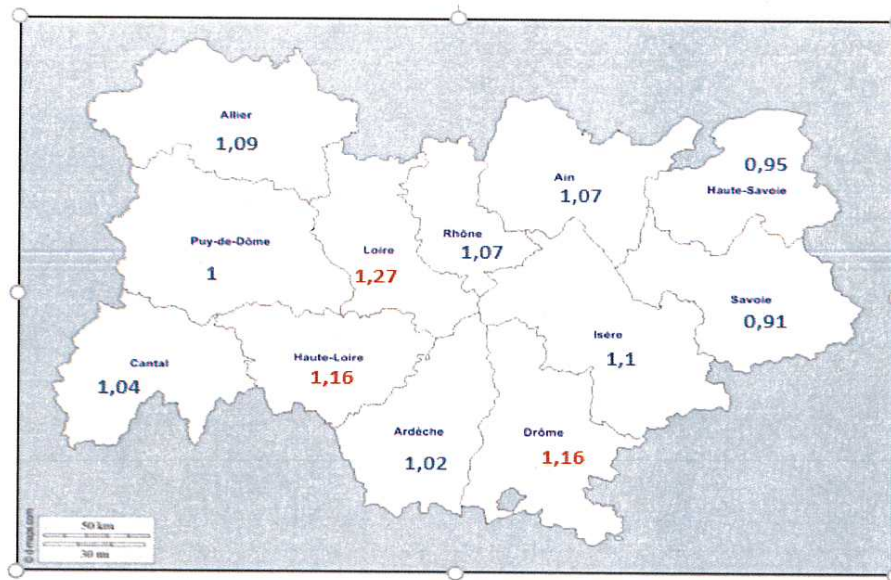 Allier
1,09
Ain
1,07
0,95
Haute-Savoie
Puy-de-Dôme
1
Loire
1,27
Rhône
1,07
Savoie
0,91
Isère
1,1
Cantal
1,04
Haute-Loire
1,16
Ardèche
1,02
Drôme
1,16
50 km
30 mi
© d-maps.com